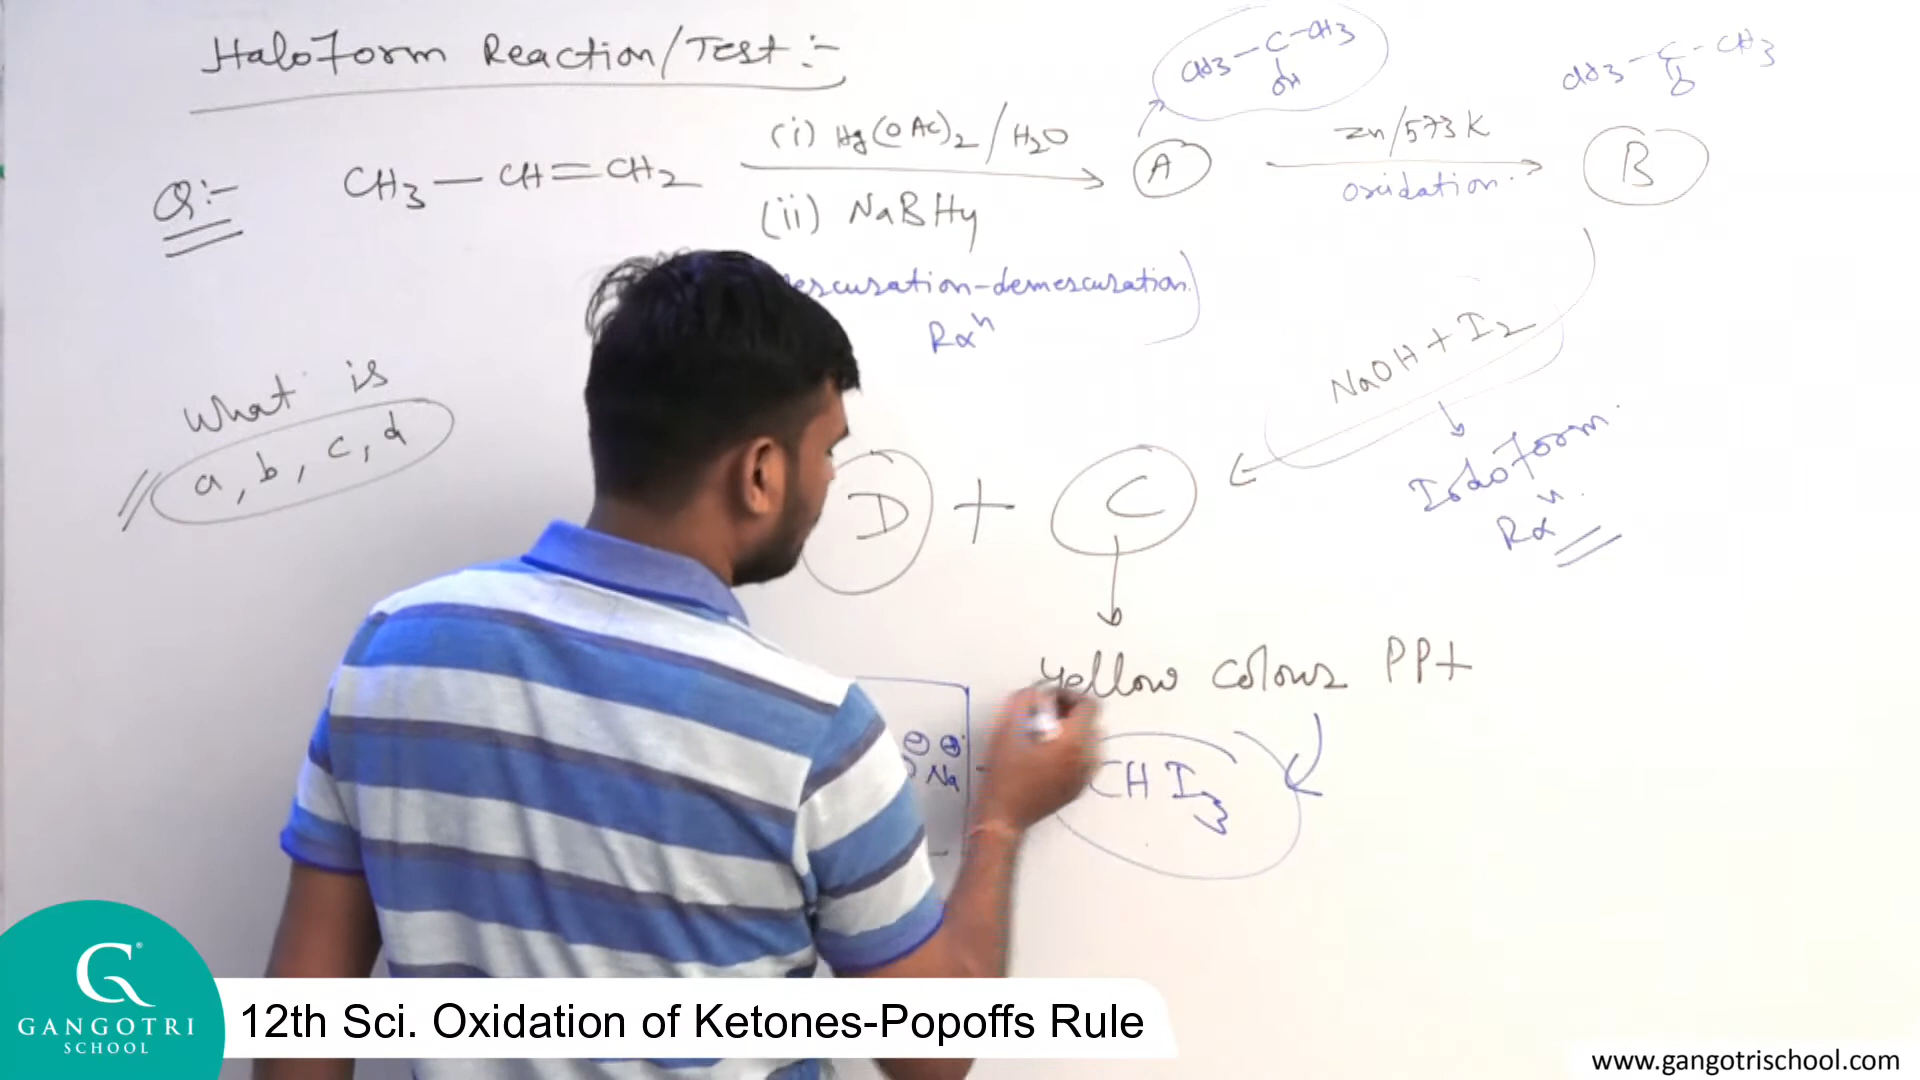 Haloform Reaction/Test :-
CH3-C-CH3
OH
CH3-C-CH3
O
Q:- CH3-CH=CH2
(i) Hg(OAc)2/H2O
(ii) NaBH4
A
Zn/573 K
oxidation.
B
ercuration-demercuration)
Rxn
What is
a, b, c, d
NaOH + I2
Iodoform
Rxn.
D + C
Yellow Colour PPt
CHI3
⊖ ⊕
Na
G
GANGOTRI
SCHOOL
12th Sci. Oxidation of Ketones-Popoffs Rule
www.gangotrischool.com